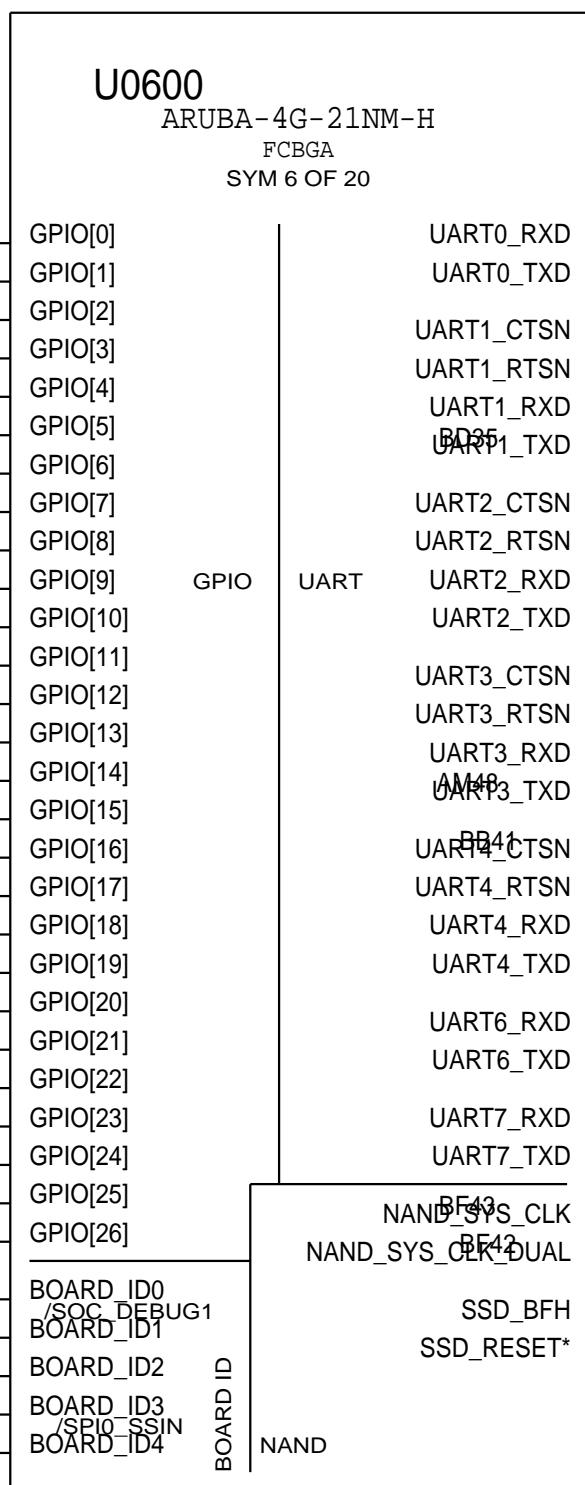 U0600
ARUBA-4G-21NM-H
FCBGA
SYM 6 OF 20
GPIO[0]
GPIO[1]
GPIO[2]
GPIO[3]
GPIO[4]
GPIO[5]
GPIO[6]
GPIO[7]
GPIO[8]
GPIO[9]
GPIO[10]
GPIO[11]
GPIO[12]
GPIO[13]
GPIO[14]
GPIO[15]
GPIO[16]
GPIO[17]
GPIO[18]
GPIO[19]
GPIO[20]
GPIO[21]
GPIO[22]
GPIO[23]
GPIO[24]
GPIO[25]
GPIO[26]
GPIO
UART
UART0_RXD
UART0_TXD
UART1_CTSN
UART1_RTSN
UART1_RXD
BD35
UART1_TXD
UART2_CTSN
UART2_RTSN
UART2_RXD
UART2_TXD
UART3_CTSN
UART3_RTSN
UART3_RXD
AM48
UART3_TXD
BB41
UART4_CTSN
UART4_RTSN
UART4_RXD
UART4_TXD
UART6_RXD
UART6_TXD
UART7_RXD
UART7_TXD
BF43
NAND_SYS_CLK
BF42
NAND_SYS_CLK_DUAL
SSD_BFH
SSD_RESET*
BOARD_ID0
/SOC_DEBUG1
BOARD_ID1
BOARD_ID2
BOARD_ID3
/SPI0_SSIN
BOARD_ID4
BOARD ID
NAND